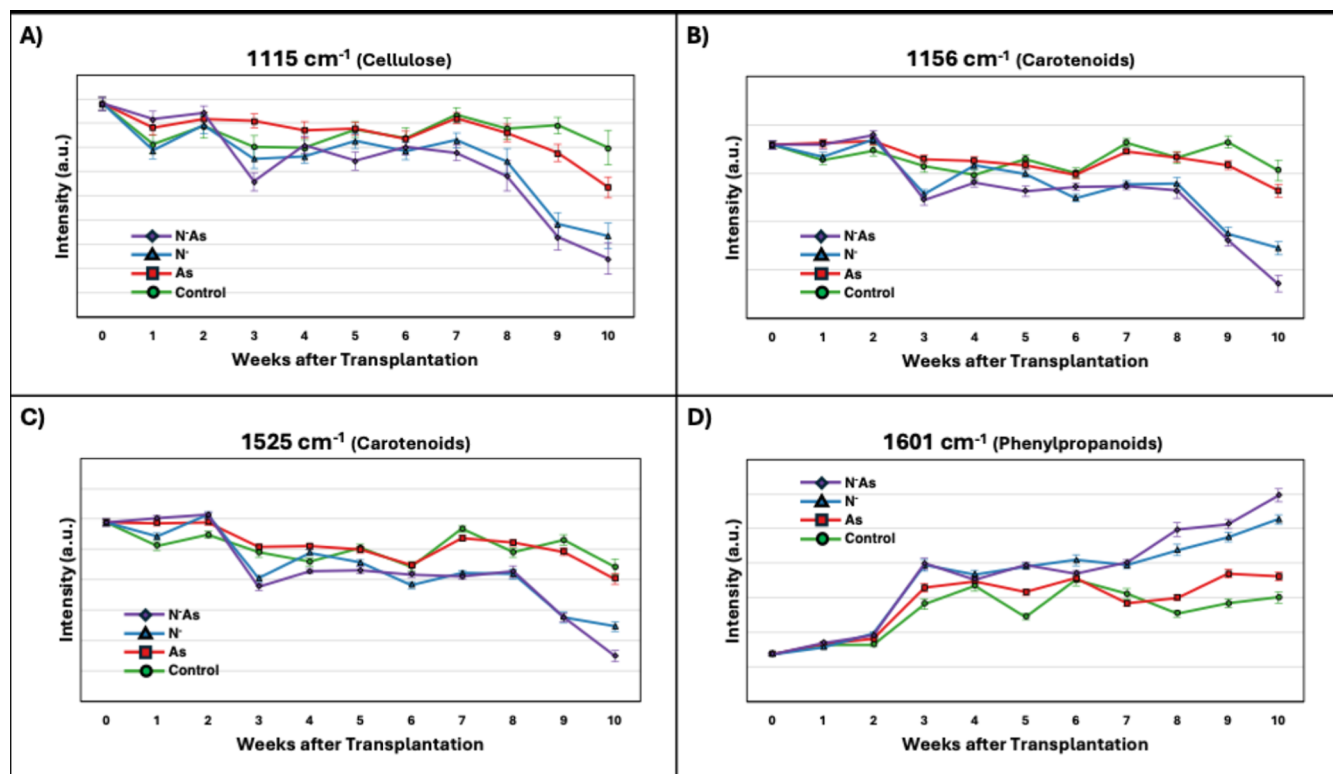 A)
1115 cm⁻¹ (Cellulose)
Intensity (a.u.)
N⁻As
N⁻
As
Control
0 1 2 3 4 5 6 7 8 9 10
Weeks after Transplantation
B)
1156 cm⁻¹ (Carotenoids)
Intensity (a.u.)
N⁻As
N⁻
As
Control
0 1 2 3 4 5 6 7 8 9 10
Weeks after Transplantation
C)
1525 cm⁻¹ (Carotenoids)
Intensity (a.u.)
N⁻As
N⁻
As
Control
0 1 2 3 4 5 6 7 8 9 10
Weeks after Transplantation
D)
1601 cm⁻¹ (Phenylpropanoids)
Intensity (a.u.)
N⁻As
N⁻
As
Control
0 1 2 3 4 5 6 7 8 9 10
Weeks after Transplantation